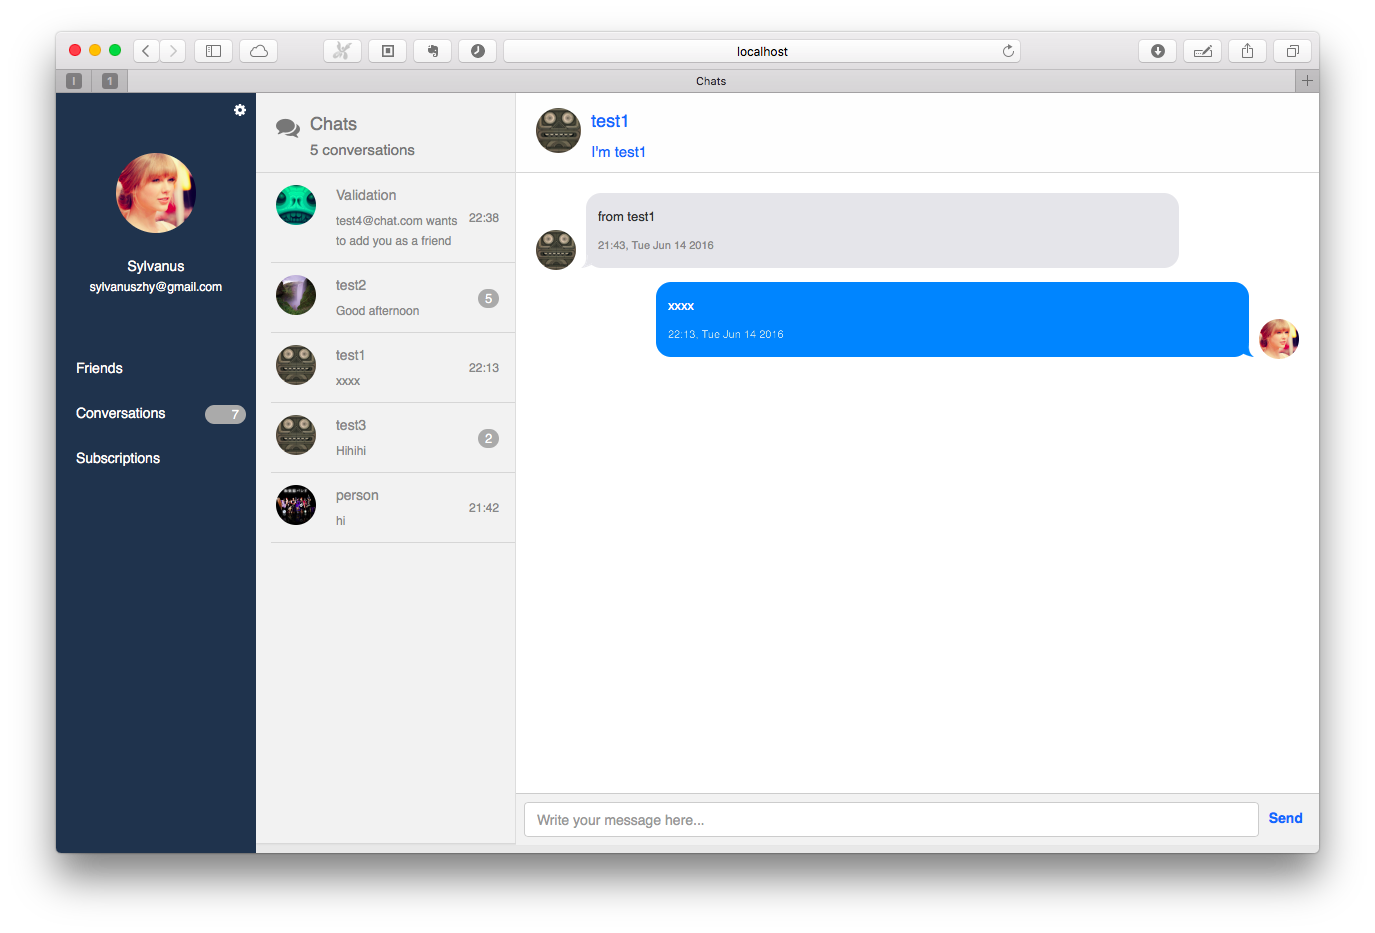 localhost
I
1
Chats
Sylvanus
sylvanuszhy@gmail.com
Friends
Conversations 7
Subscriptions
Chats
5 conversations
Validation
test4@chat.com wants 22:38
to add you as a friend
test2
Good afternoon 5
test1
xxxx 22:13
test3
Hihihi 2
person
hi 21:42
test1
I'm test1
from test1
21:43, Tue Jun 14 2016
xxxx
22:13, Tue Jun 14 2016
Write your message here...
Send